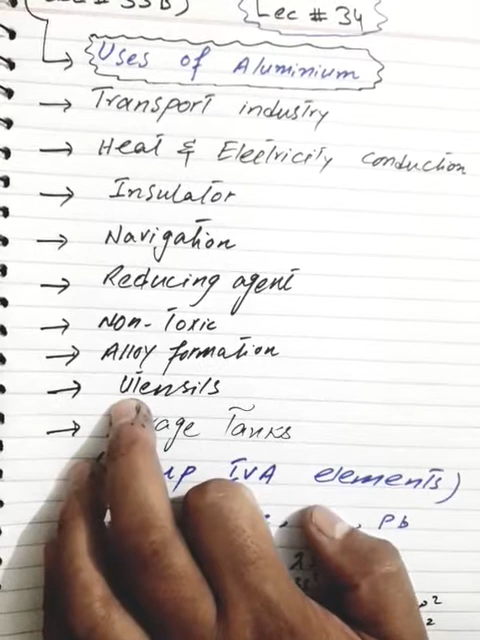 Lec # 34
Uses of Aluminium
→ Transport industry
→ Heat & Electricity conduction
→ Insulator
→ Navigation
→ Reducing agent
→ Non-Toxic
→ Alloy formation
→ Utensils
→ Tanks
IVA elements)
, Pb